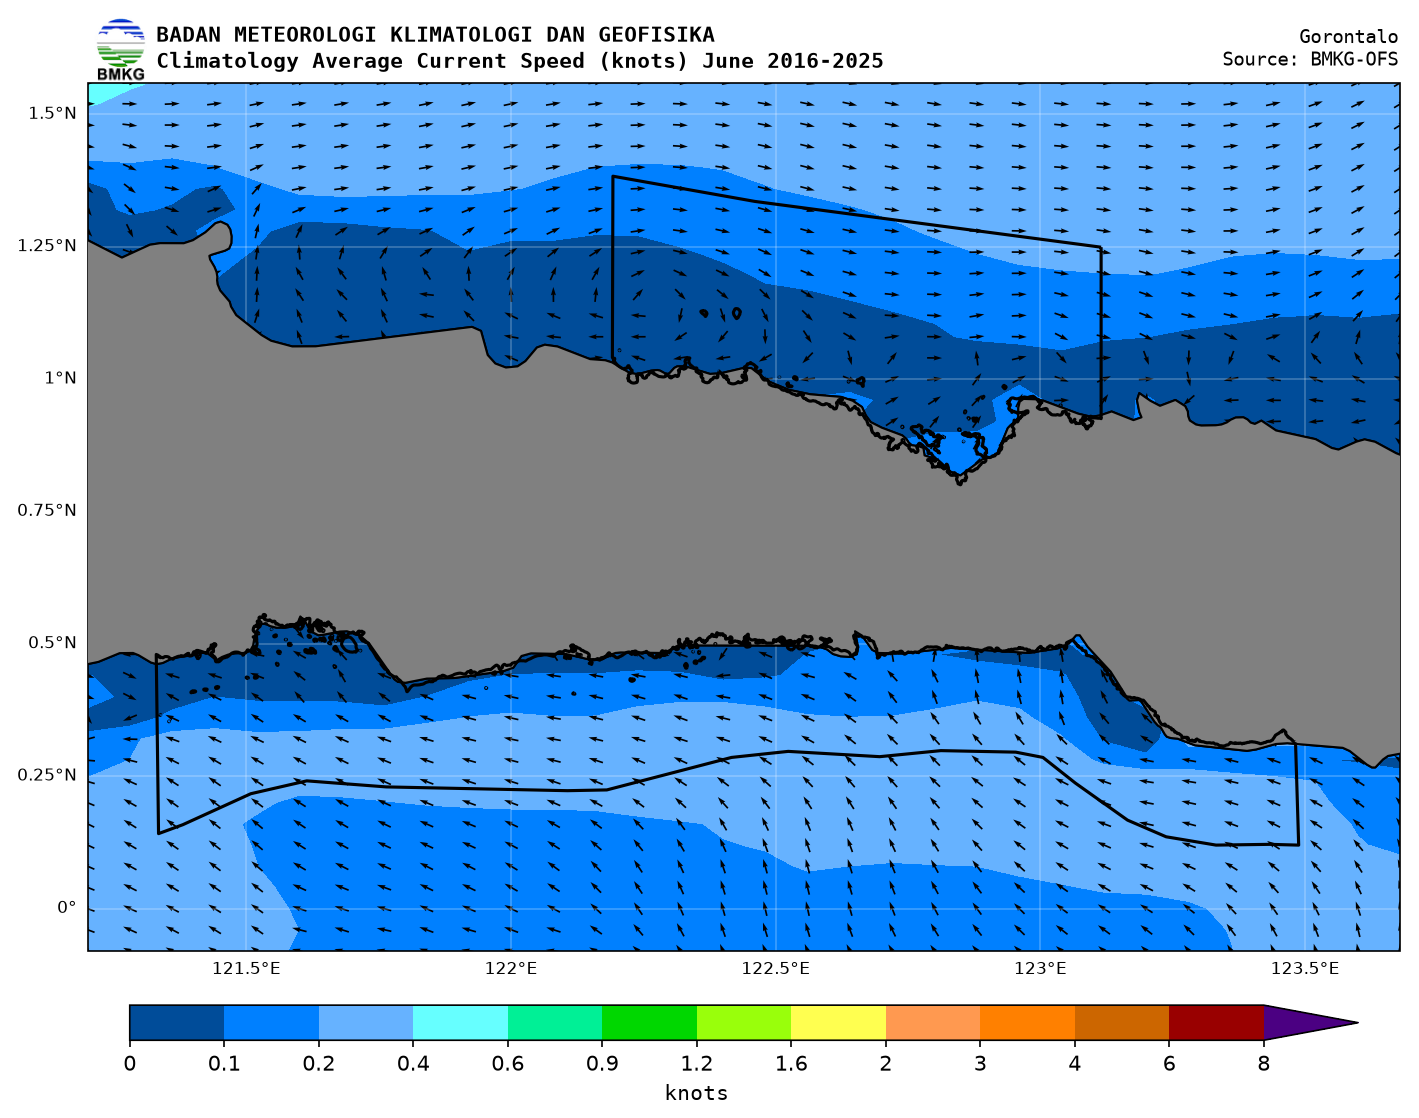 BADAN METEOROLOGI KLIMATOLOGI DAN GEOFISIKA
Climatology Average Current Speed (knots) June 2016-2025
BMKG
Gorontalo
Source: BMKG-OFS
1.5°N
1.25°N
1°N
0.75°N
0.5°N
0.25°N
0°
121.5°E 122°E 122.5°E 123°E 123.5°E
0 0.1 0.2 0.4 0.6 0.9 1.2 1.6 2 3 4 6 8
knots